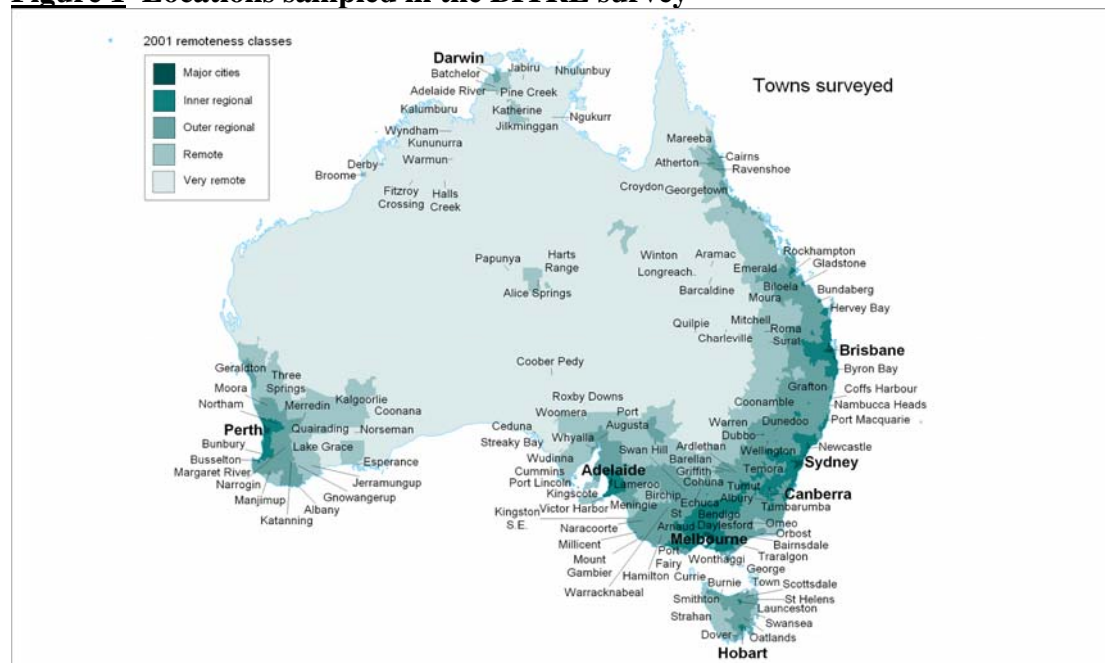 Figure 1 Locations sampled in the BITRE survey
2001 remoteness classes
Major cities
Inner regional
Outer regional
Remote
Very remote
Towns surveyed
Darwin
Batchelor
Jabiru
Nhulunbuy
Adelaide River
Pine Creek
Kalumburu
Katherine
Ngukurr
Jilkminggan
Wyndham
Kununurra
Warmun
Derby
Broome
Fitzroy
Crossing
Halls
Creek
Mareeba
Cairns
Atherton
Ravenshoe
Croydon
Georgetown
Papunya
Harts
Range
Alice Springs
Winton
Aramac
Longreach
Barcaldine
Emerald
Rockhampton
Gladstone
Biloela
Moura
Bundaberg
Hervey Bay
Quilpie
Mitchell
Roma
Charleville
Surat
Brisbane
Byron Bay
Coober Pedy
Grafton
Coffs Harbour
Coonamble
Nambucca Heads
Port Macquarie
Geraldton
Three
Springs
Moora
Kalgoorlie
Northam
Merredin
Coonana
Perth
Quairading
Norseman
Bunbury
Lake Grace
Busselton
Esperance
Margaret River
Narrogin
Jerramungup
Manjimup
Gnowangerup
Albany
Katanning
Roxby Downs
Woomera
Port
Augusta
Ceduna
Whyalla
Streaky Bay
Wudinna
Cummins
Port Lincoln
Adelaide
Kingscote
Victor Harbor
Lameroo
Meningie
Kingston
S.E.
Naracoorte
Millicent
Mount
Gambier
Warren
Dunedoo
Dubbo
Newcastle
Swan Hill
Ardlethan
Barellan
Wellington
Griffith
Temora
Sydney
Cohuna
Tumut
Birchip
Echuca
Albury
Canberra
Tumbarumba
St
Arnaud
Bendigo
Daylesford
Omeo
Orbost
Melbourne
Bairnsdale
Traralgon
Port
Fairy
Wonthaggi
Hamilton
Warracknabeal
Currie
George
Town
Burnie
Scottsdale
Smithton
St Helens
Launceston
Strahan
Swansea
Dover
Oatlands
Hobart